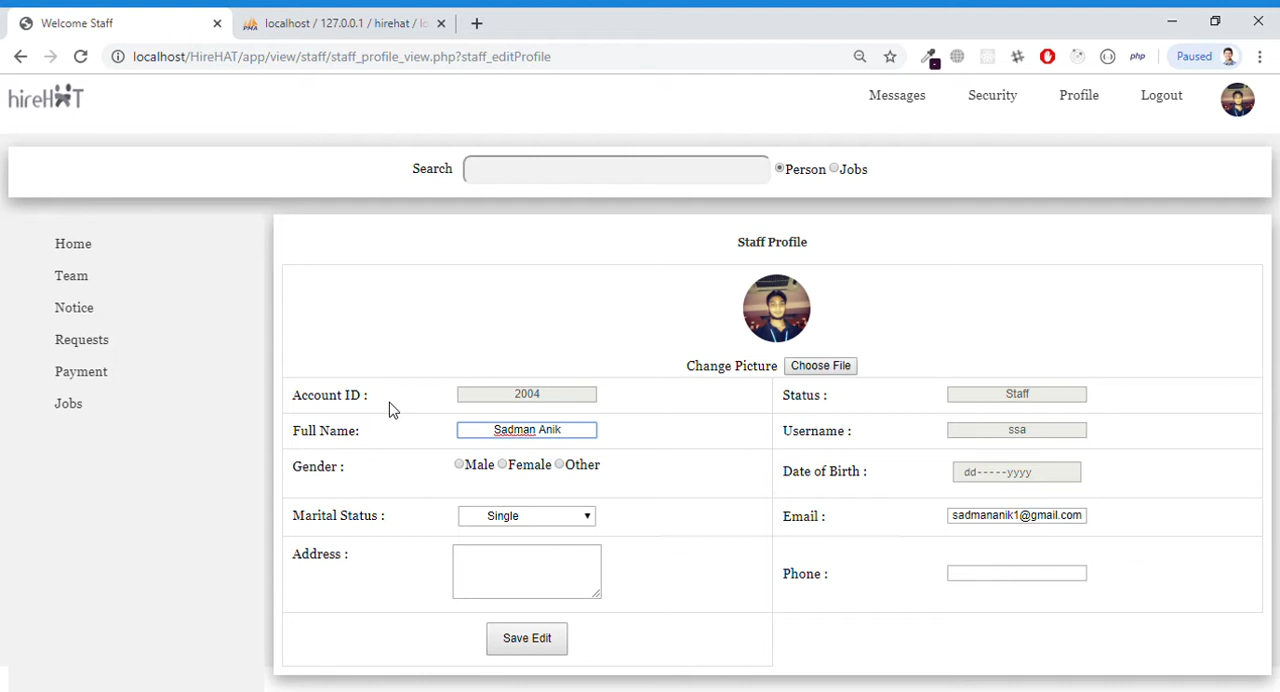 Welcome Staff
localhost / 127.0.0.1 / hirehat / lc
localhost/HireHAT/app/view/staff/staff_profile_view.php?staff_editProfile
php
Paused
hireHAT
Messages Security Profile Logout
Search Person Jobs
Home
Team
Notice
Requests
Payment
Jobs
Staff Profile
Change Picture Choose File
Account ID : 2004 Status : Staff
Full Name: Sadman Anik Username : ssa
Gender : Male Female Other Date of Birth : dd-----yyyy
Marital Status : Single Email : sadmananik1@gmail.com
Address : Phone :
Save Edit